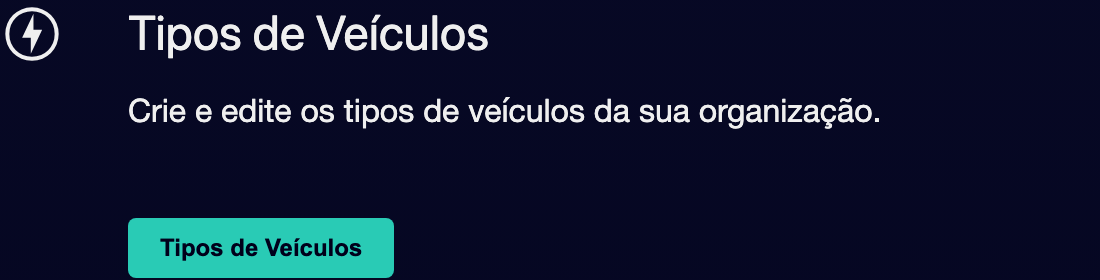 Tipos de Veículos
Crie e edite os tipos de veículos da sua organização.
Tipos de Veículos